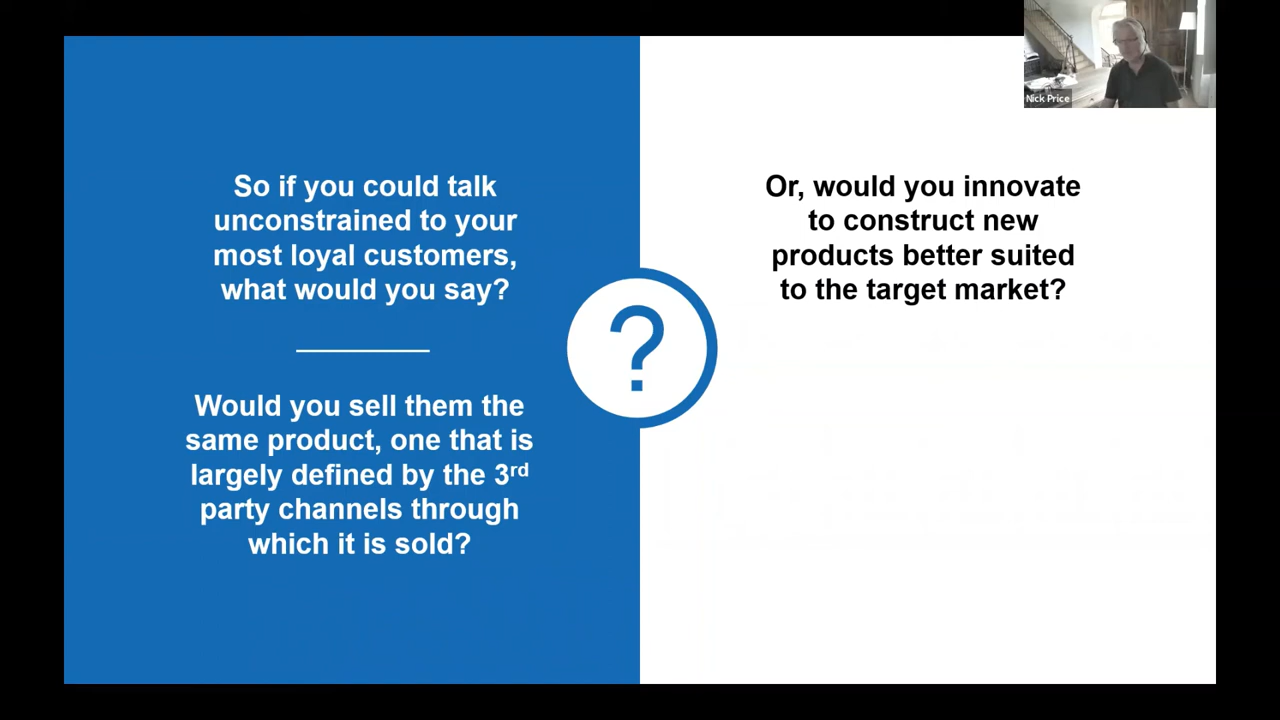 So if you could talk
unconstrained to your
most loyal customers,
what would you say?
Would you sell them the
same product, one that is
largely defined by the 3rd
party channels through
which it is sold?
?
Or, would you innovate
to construct new
products better suited
to the target market?
Nick Price